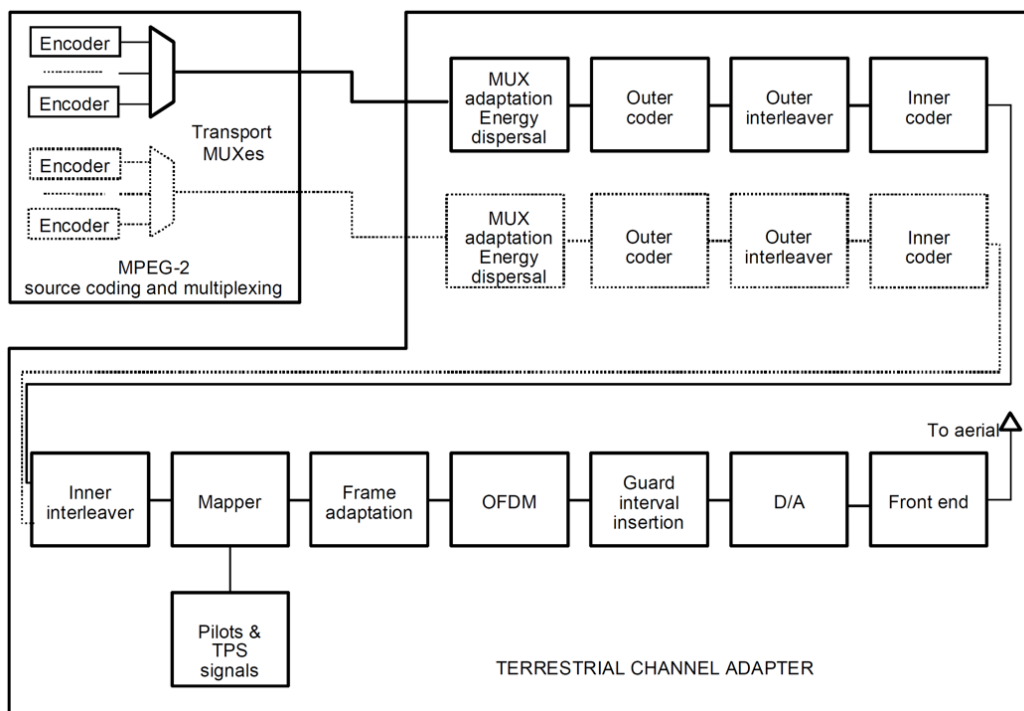 Encoder
Encoder
Transport
MUXes
Encoder
Encoder
MPEG-2
source coding and multiplexing
MUX
adaptation
Energy
dispersal
Outer
coder
Outer
interleaver
Inner
coder
MUX
adaptation
Energy
dispersal
Outer
coder
Outer
interleaver
Inner
coder
To aerial
Inner
interleaver
Mapper
Frame
adaptation
OFDM
Guard
interval
insertion
D/A
Front end
Pilots &
TPS
signals
TERRESTRIAL CHANNEL ADAPTER